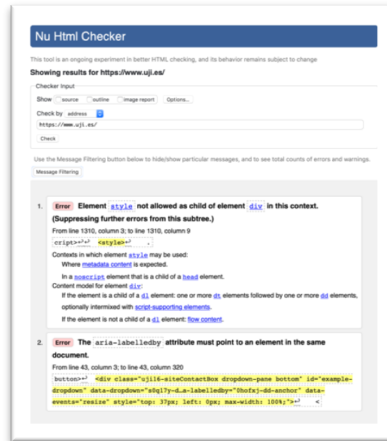 Nu Html Checker
This tool is an ongoing experiment in better HTML checking, and its behavior remains subject to change
Showing results for https://www.uji.es/
Checker Input
Show source outline image report Options...
Check by address
https://www.uji.es/
Check
Use the Message Filtering button below to hide/show particular messages, and to see total counts of errors and warnings.
Message Filtering
1. Error Element style not allowed as child of element div in this context.
(Suppressing further errors from this subtree.)
From line 1310, column 3; to line 1310, column 9
cript>↩↩ <style>↩ .
Contexts in which element style may be used:
Where metadata content is expected.
In a noscript element that is a child of a head element.
Content model for element div:
If the element is a child of a dl element: one or more dt elements followed by one or more dd elements,
optionally intermixed with script-supporting elements.
If the element is not a child of a dl element: flow content.
2. Error The aria-labelledby attribute must point to an element in the same
document.
From line 43, column 3; to line 43, column 320
button>↩ <div class="uji16-siteContactBox dropdown-pane bottom" id="example-
dropdown" data-dropdown= aria-labelledby= data-
events="resize" style="top: 37px; left: 0px; max-width: 100%;">↩ <